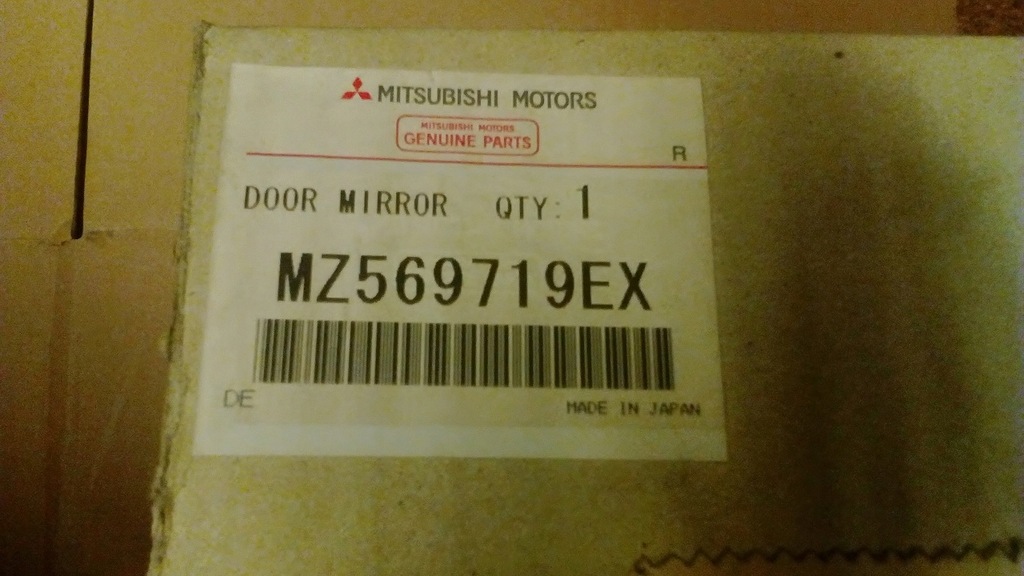 MITSUBISHI MOTORS
MITSUBISHI MOTORS
GENUINE PARTS
R
DOOR MIRROR QTY: 1
MZ569719EX
DE
MADE IN JAPAN